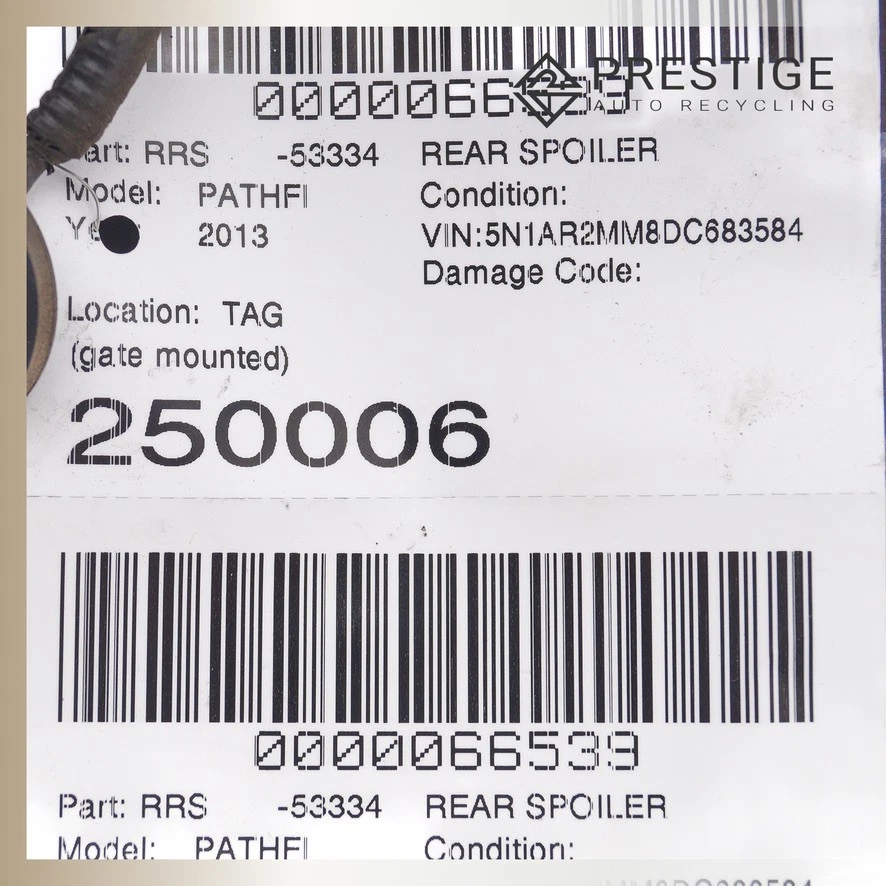 0000066539
PRESTIGE
AUTO RECYCLING
Part: RRS -53334 REAR SPOILER
Model: PATHFI Condition:
2013 VIN:5N1AR2MM8DC683584
Damage Code:
Location: TAG
(gate mounted)
250006
0000066539
Part: RRS -53334 REAR SPOILER
Model: PATHFI Condition: